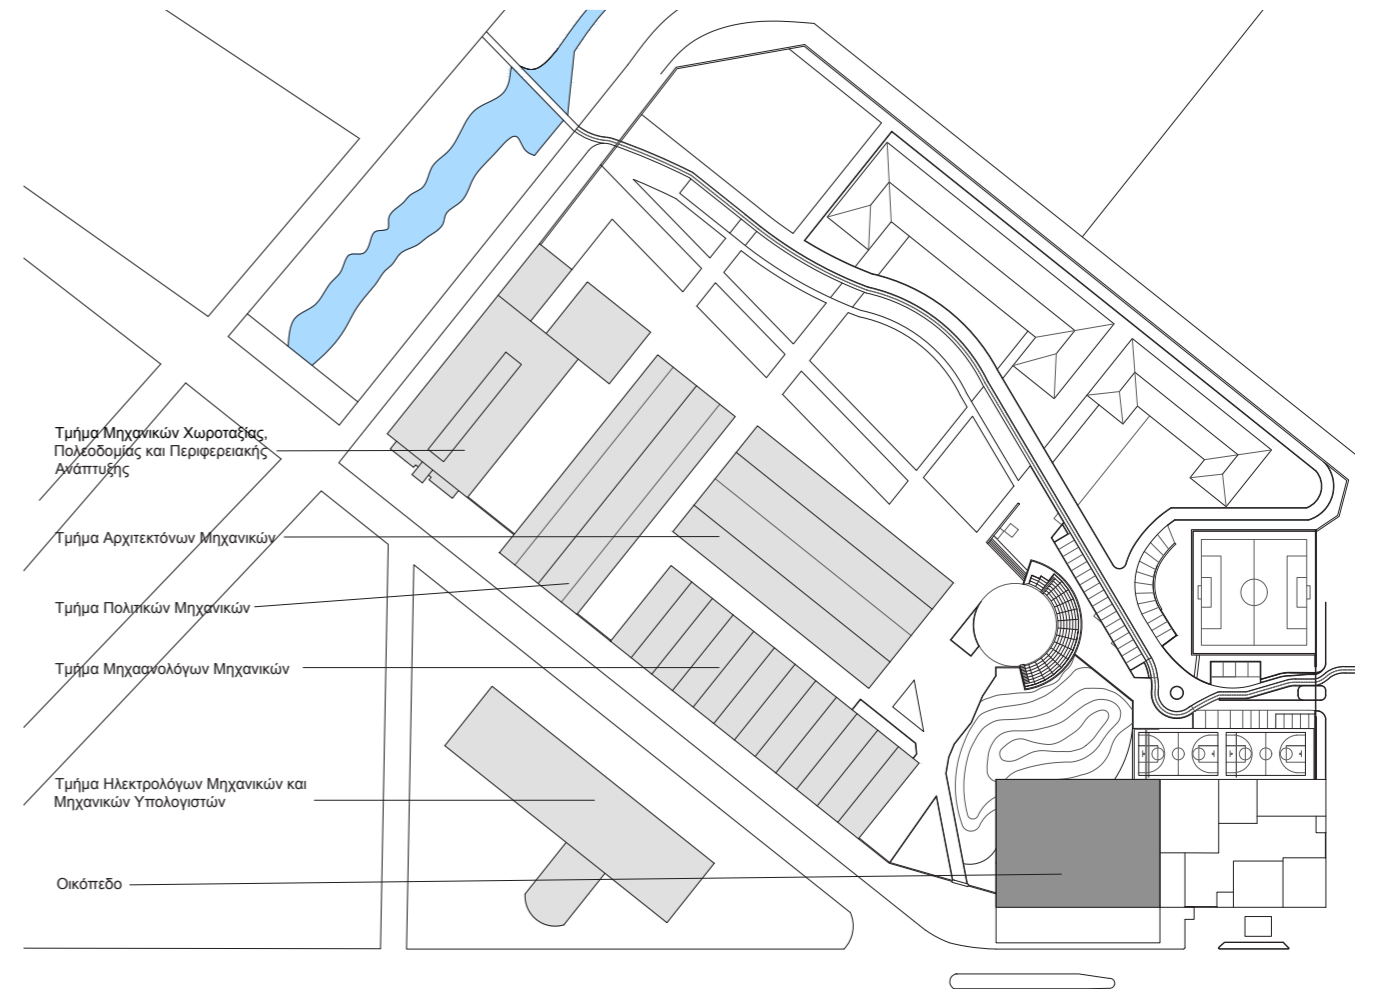 Τμήμα Μηχανικών Χωροταξίας,
Πολεοδομίας και Περιφερειακής
Ανάπτυξης
Τμήμα Αρχιτεκτόνων Μηχανικών
Τμήμα Πολιτικών Μηχανικών
Τμήμα Μηχαανολόγων Μηχανικών
Τμήμα Ηλεκτρολόγων Μηχανικών και
Μηχανικών Υπολογιστών
Οικόπεδο